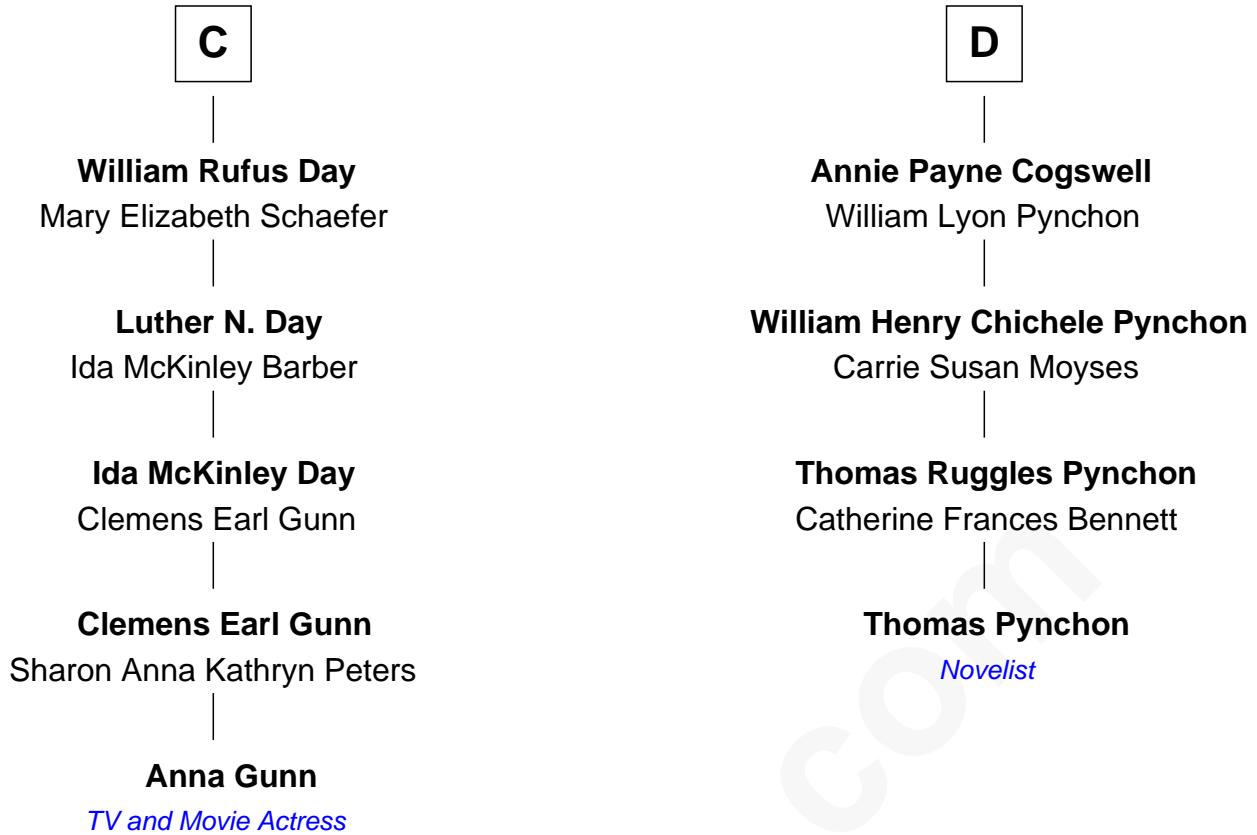 C
William Rufus Day
Mary Elizabeth Schaefer
Luther N. Day
Ida McKinley Barber
Ida McKinley Day
Clemens Earl Gunn
Clemens Earl Gunn
Sharon Anna Kathryn Peters
Anna Gunn
TV and Movie Actress
D
Annie Payne Cogswell
William Lyon Pynchon
William Henry Chichele Pynchon
Carrie Susan Moyses
Thomas Ruggles Pynchon
Catherine Frances Bennett
Thomas Pynchon
Novelist
com